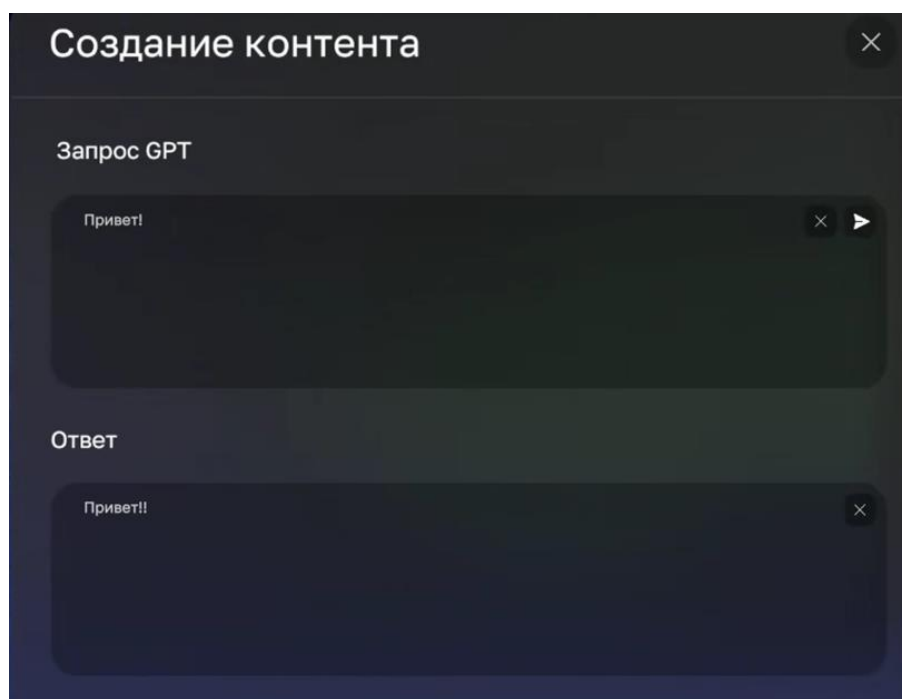 Создание контента
Запрос GPT
Привет!
Ответ
Привет!!